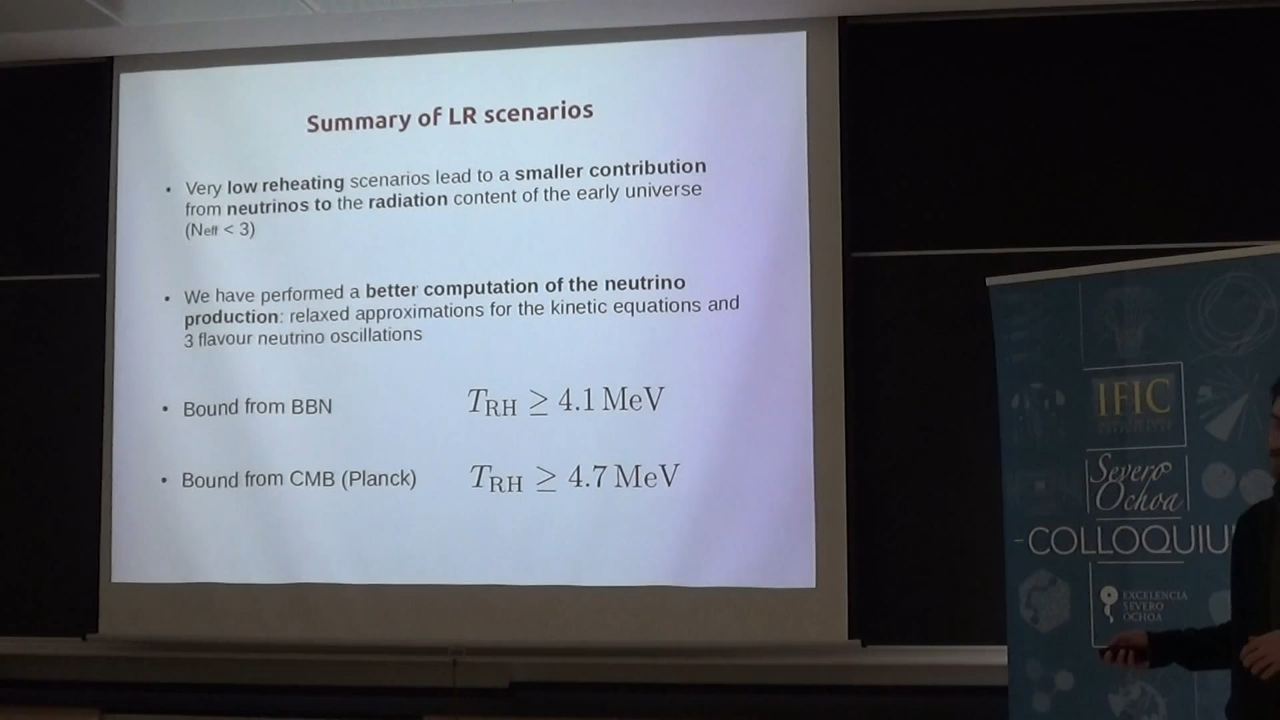 Summary of LR scenarios
• Very low reheating scenarios lead to a smaller contribution
from neutrinos to the radiation content of the early universe
(Neff < 3)
• We have performed a better computation of the neutrino
production: relaxed approximations for the kinetic equations and
3 flavour neutrino oscillations
• Bound from BBN T_RH ≥ 4.1 MeV
• Bound from CMB (Planck) T_RH ≥ 4.7 MeV
IFIC
Severo
Ochoa
-COLLOQUIU
EXCELENCIA
SEVERO
OCHOA